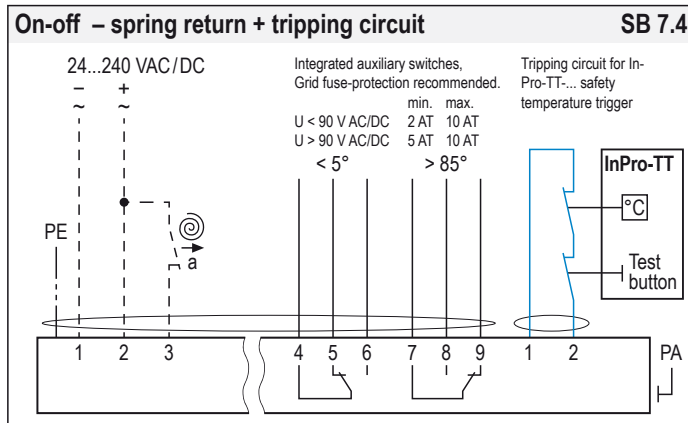 On-off – spring return + tripping circuit SB 7.4
24...240 VAC/DC
– +
~ ~
Integrated auxiliary switches,
Grid fuse-protection recommended.
min. max.
U < 90 V AC/DC 2 AT 10 AT
U > 90 V AC/DC 5 AT 10 AT
< 5° > 85°
Tripping circuit for In-
Pro-TT-... safety
temperature trigger
InPro-TT
°C
Test
button
PE
a
1 2 3 4 5 6 7 8 9 1 2 PA